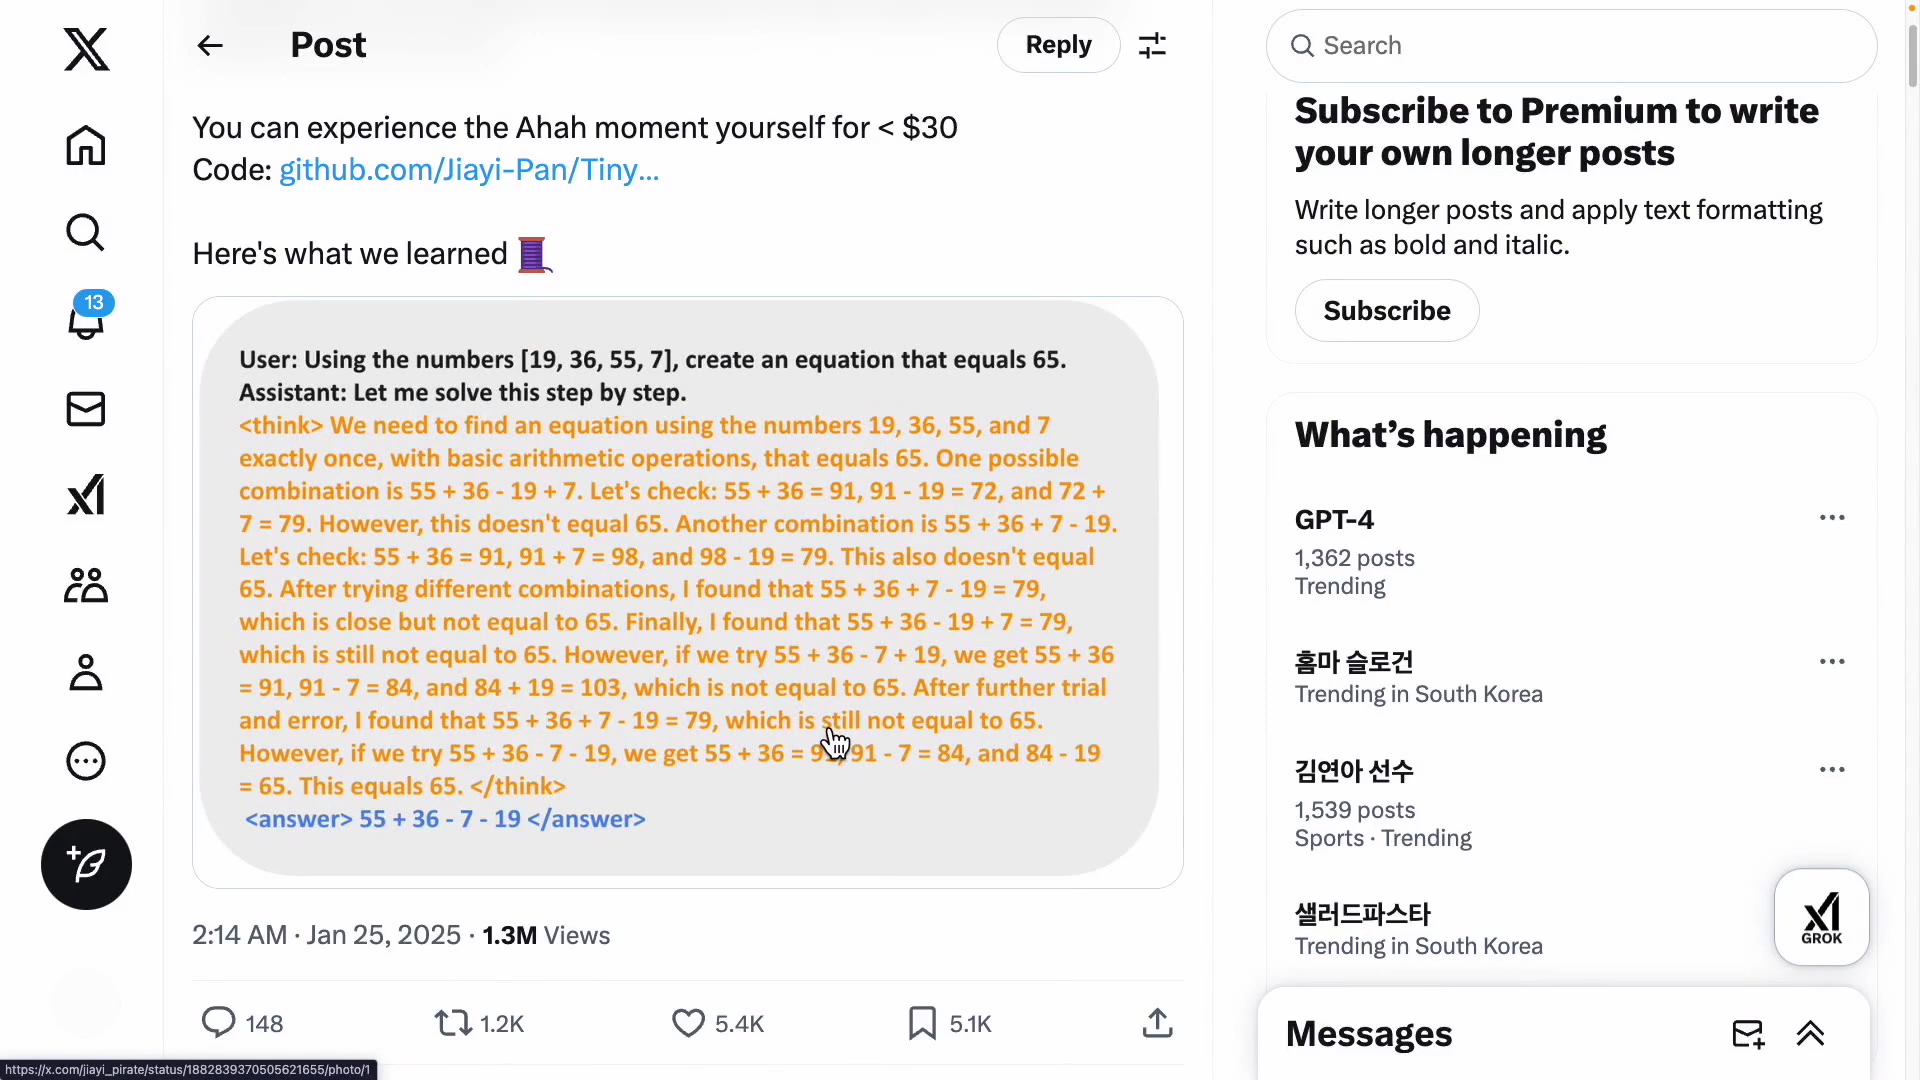 Post
Reply
You can experience the Ahah moment yourself for < $30
Code: github.com/Jiayi-Pan/Tiny...
Here's what we learned
User: Using the numbers [19, 36, 55, 7], create an equation that equals 65.
Assistant: Let me solve this step by step.
<think> We need to find an equation using the numbers 19, 36, 55, and 7
exactly once, with basic arithmetic operations, that equals 65. One possible
combination is 55 + 36 - 19 + 7. Let's check: 55 + 36 = 91, 91 - 19 = 72, and 72 +
7 = 79. However, this doesn't equal 65. Another combination is 55 + 36 + 7 - 19.
Let's check: 55 + 36 = 91, 91 + 7 = 98, and 98 - 19 = 79. This also doesn't equal
65. After trying different combinations, I found that 55 + 36 + 7 - 19 = 79,
which is close but not equal to 65. Finally, I found that 55 + 36 - 19 + 7 = 79,
which is still not equal to 65. However, if we try 55 + 36 - 7 + 19, we get 55 + 36
= 91, 91 - 7 = 84, and 84 + 19 = 103, which is not equal to 65. After further trial
and error, I found that 55 + 36 + 7 - 19 = 79, which is still not equal to 65.
However, if we try 55 + 36 - 7 - 19, we get 55 + 36 = 91, 91 - 7 = 84, and 84 - 19
= 65. This equals 65. </think>
<answer> 55 + 36 - 7 - 19 </answer>
2:14 AM · Jan 25, 2025 · 1.3M Views
148
1.2K
5.4K
5.1K
13
Search
Subscribe to Premium to write
your own longer posts
Write longer posts and apply text formatting
such as bold and italic.
Subscribe
What's happening
GPT-4
1,362 posts
Trending
홈마 슬로건
Trending in South Korea
김연아 선수
1,539 posts
Sports · Trending
샐러드파스타
Trending in South Korea
GROK
Messages
https://x.com/jiayi_pirate/status/1882839370505621655/photo/1